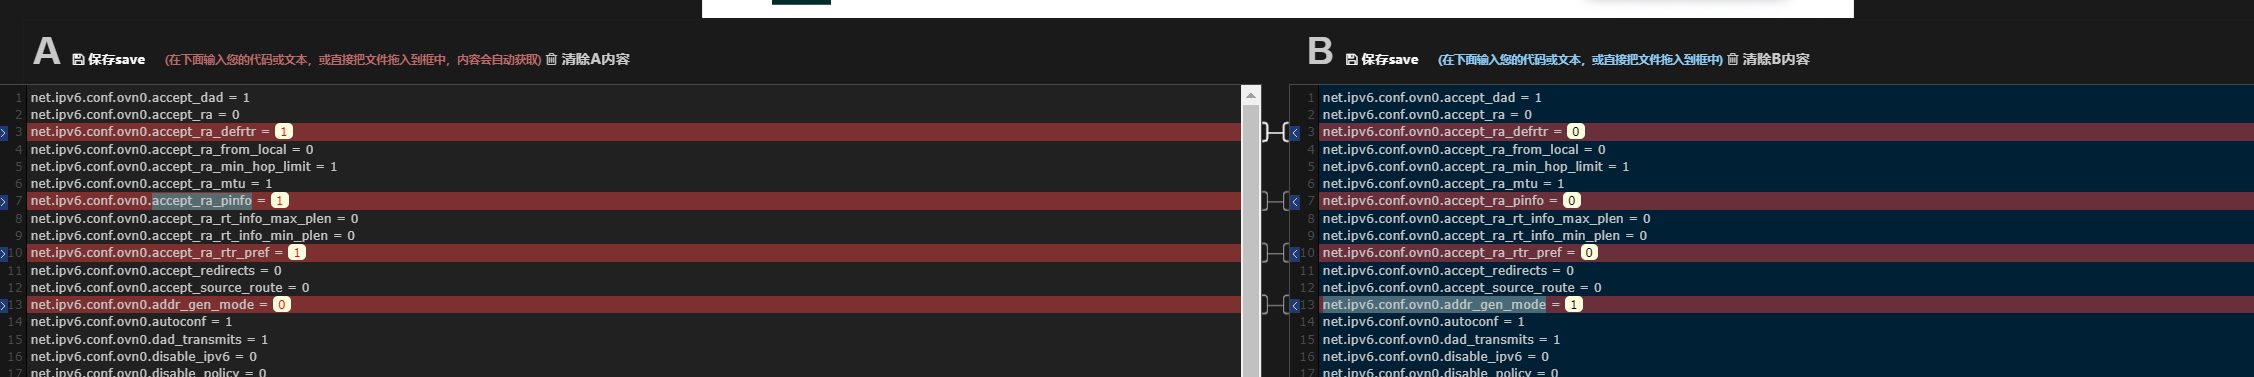 A 保存save (在下面输入您的代码或文本，或直接把文件拖入到框中，内容会自动获取) 清除A内容
1 net.ipv6.conf.ovn0.accept_dad = 1
2 net.ipv6.conf.ovn0.accept_ra = 0
3 net.ipv6.conf.ovn0.accept_ra_defrtr = 1
4 net.ipv6.conf.ovn0.accept_ra_from_local = 0
5 net.ipv6.conf.ovn0.accept_ra_min_hop_limit = 1
6 net.ipv6.conf.ovn0.accept_ra_mtu = 1
7 net.ipv6.conf.ovn0.accept_ra_pinfo = 1
8 net.ipv6.conf.ovn0.accept_ra_rt_info_max_plen = 0
9 net.ipv6.conf.ovn0.accept_ra_rt_info_min_plen = 0
10 net.ipv6.conf.ovn0.accept_ra_rtr_pref = 1
11 net.ipv6.conf.ovn0.accept_redirects = 0
12 net.ipv6.conf.ovn0.accept_source_route = 0
13 net.ipv6.conf.ovn0.addr_gen_mode = 0
14 net.ipv6.conf.ovn0.autoconf = 1
15 net.ipv6.conf.ovn0.dad_transmits = 1
16 net.ipv6.conf.ovn0.disable_ipv6 = 0
17 net.ipv6.conf.ovn0.disable_policy = 0
B 保存save (在下面输入您的代码或文本，或直接把文件拖入到框中) 清除B内容
1 net.ipv6.conf.ovn0.accept_dad = 1
2 net.ipv6.conf.ovn0.accept_ra = 0
3 net.ipv6.conf.ovn0.accept_ra_defrtr = 0
4 net.ipv6.conf.ovn0.accept_ra_from_local = 0
5 net.ipv6.conf.ovn0.accept_ra_min_hop_limit = 1
6 net.ipv6.conf.ovn0.accept_ra_mtu = 1
7 net.ipv6.conf.ovn0.accept_ra_pinfo = 0
8 net.ipv6.conf.ovn0.accept_ra_rt_info_max_plen = 0
9 net.ipv6.conf.ovn0.accept_ra_rt_info_min_plen = 0
10 net.ipv6.conf.ovn0.accept_ra_rtr_pref = 0
11 net.ipv6.conf.ovn0.accept_redirects = 0
12 net.ipv6.conf.ovn0.accept_source_route = 0
13 net.ipv6.conf.ovn0.addr_gen_mode = 1
14 net.ipv6.conf.ovn0.autoconf = 1
15 net.ipv6.conf.ovn0.dad_transmits = 1
16 net.ipv6.conf.ovn0.disable_ipv6 = 0
17 net.ipv6.conf.ovn0.disable_policy = 0